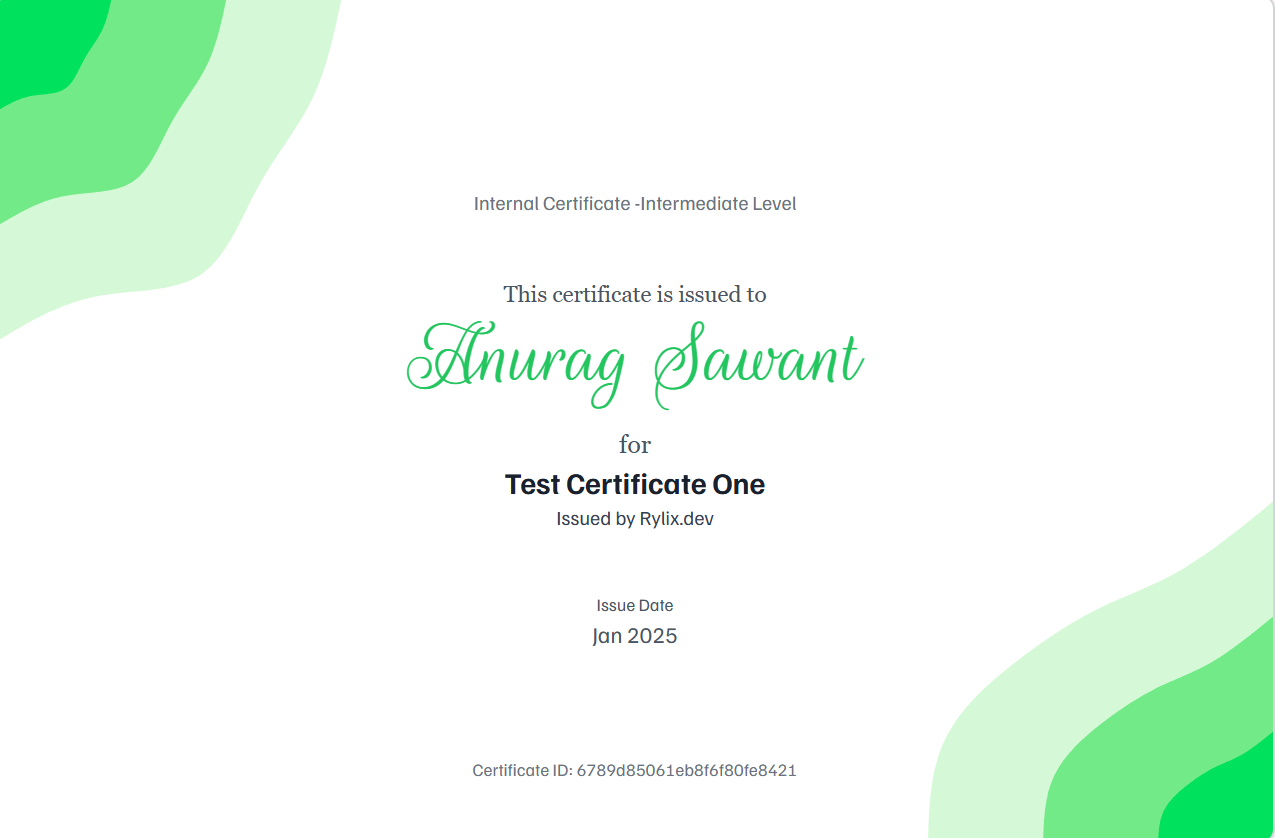 Internal Certificate -Intermediate Level
This certificate is issued to
Anurag Sawant
for
Test Certificate One
Issued by Rylix.dev
Issue Date
Jan 2025
Certificate ID: 6789d85061eb8f6f80fe8421